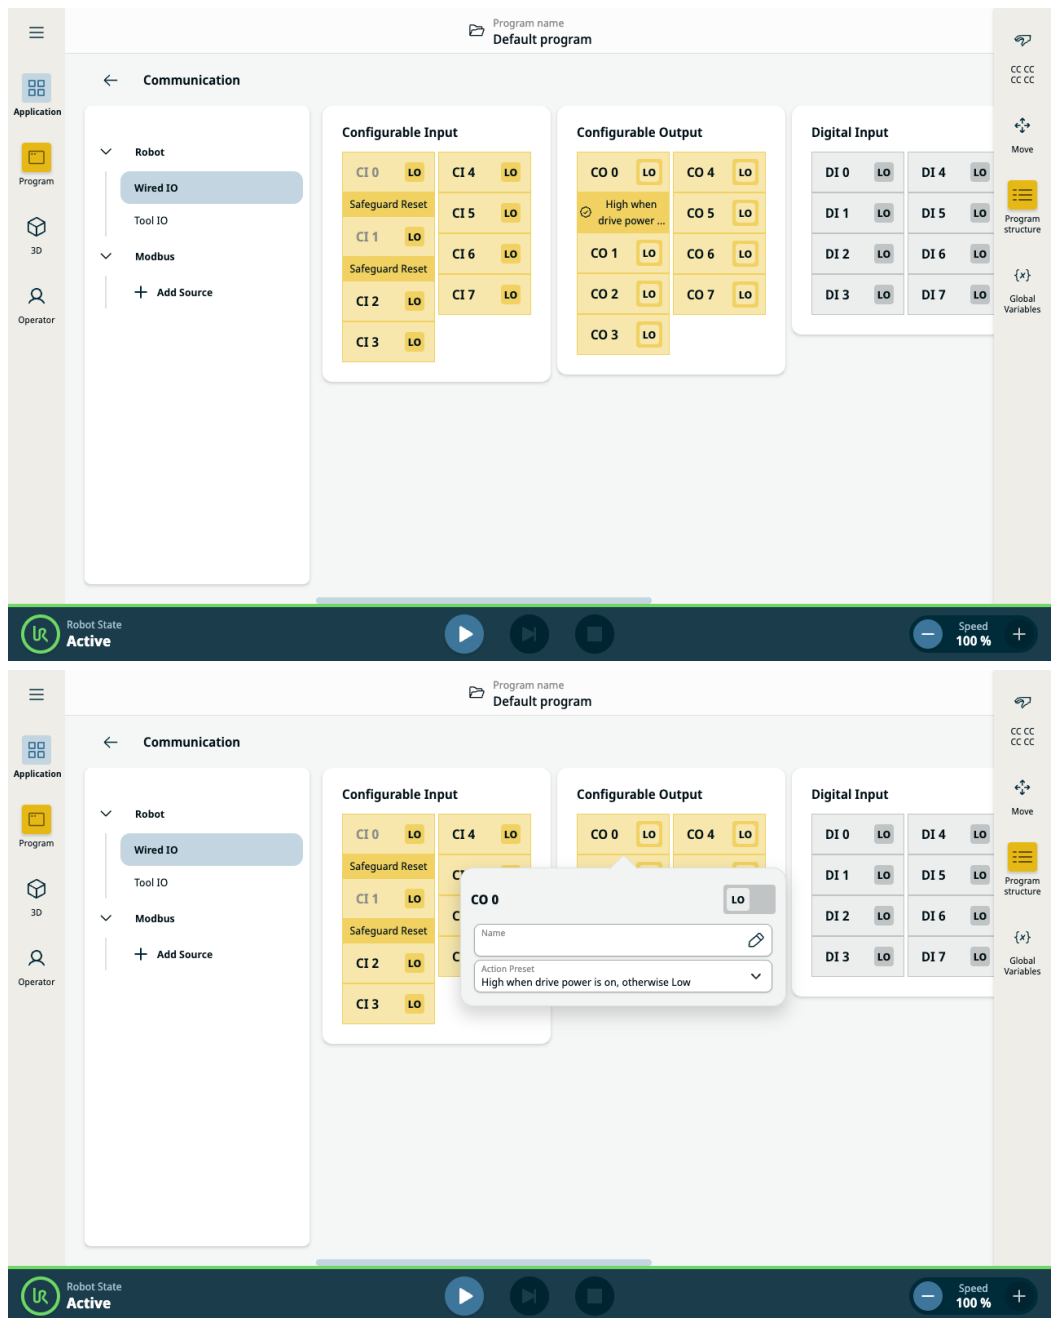 Program name
Default program
Communication
Application
Program
3D
Operator
Robot
Wired IO
Tool IO
Modbus
Add Source
Configurable Input
CI 0 LO
Safeguard Reset
CI 1 LO
Safeguard Reset
CI 2 LO
CI 3 LO
CI 4 LO
CI 5 LO
CI 6 LO
CI 7 LO
Configurable Output
CO 0 LO
High when
drive power ...
CO 1 LO
CO 2 LO
CO 3 LO
CO 4 LO
CO 5 LO
CO 6 LO
CO 7 LO
Digital Input
DI 0 LO
DI 1 LO
DI 2 LO
DI 3 LO
DI 4 LO
DI 5 LO
DI 6 LO
DI 7 LO
CC CC
CC CC
Move
Program
structure
{x}
Global
Variables
Robot State
Active
Speed
100 %
Program name
Default program
Communication
Application
Program
3D
Operator
Robot
Wired IO
Tool IO
Modbus
Add Source
Configurable Input
CI 0 LO
Safeguard Reset
CI 1 LO
Safeguard Reset
CI 2 LO
CI 3 LO
CI 4 LO
Configurable Output
CO 0 LO
CO 4 LO
CO 0
LO
Name
Action Preset
High when drive power is on, otherwise Low
Digital Input
DI 0 LO
DI 1 LO
DI 2 LO
DI 3 LO
DI 4 LO
DI 5 LO
DI 6 LO
DI 7 LO
CC CC
CC CC
Move
Program
structure
{x}
Global
Variables
Robot State
Active
Speed
100 %